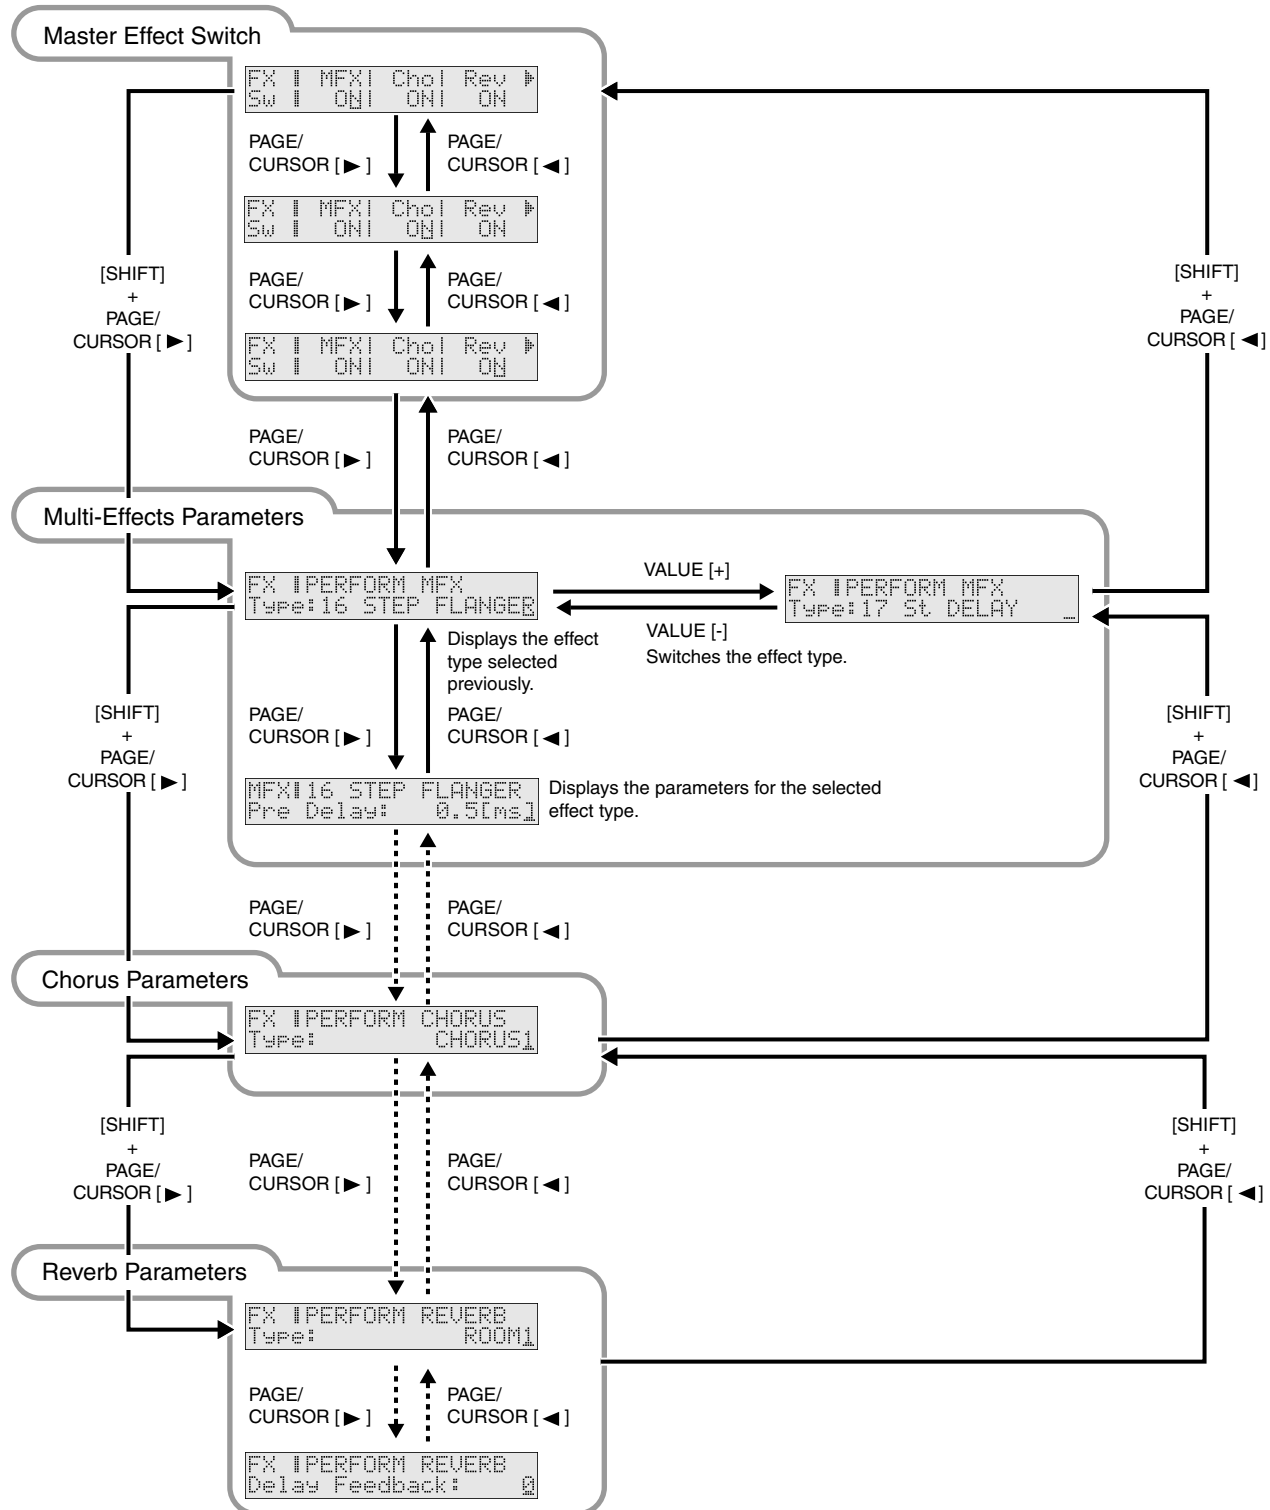 Master Effect Switch
FX MFX| Cho| Rev
Sw ON| ON| ON
PAGE/
CURSOR [ ▶ ]
PAGE/
CURSOR [ ◀ ]
FX MFX| Cho| Rev
Sw ON| ON| ON
[SHIFT]
+
PAGE/
CURSOR [ ▶ ]
PAGE/
CURSOR [ ▶ ]
PAGE/
CURSOR [ ◀ ]
[SHIFT]
+
PAGE/
CURSOR [ ◀ ]
FX MFX| Cho| Rev
Sw ON| ON| ON
PAGE/
CURSOR [ ▶ ]
PAGE/
CURSOR [ ◀ ]
Multi-Effects Parameters
FX PERFORM MFX
Type:16 STEP FLANGER
VALUE [+]
VALUE [-]
Switches the effect type.
FX PERFORM MFX
Type:17 St DELAY
Displays the effect
type selected
previously.
[SHIFT]
+
PAGE/
CURSOR [ ▶ ]
PAGE/
CURSOR [ ▶ ]
PAGE/
CURSOR [ ◀ ]
[SHIFT]
+
PAGE/
CURSOR [ ◀ ]
MFX 16 STEP FLANGER
Pre Delay: 0.5[ms]
Displays the parameters for the selected
effect type.
PAGE/
CURSOR [ ▶ ]
PAGE/
CURSOR [ ◀ ]
Chorus Parameters
FX PERFORM CHORUS
Type: CHORUS1
[SHIFT]
+
PAGE/
CURSOR [ ▶ ]
PAGE/
CURSOR [ ▶ ]
PAGE/
CURSOR [ ◀ ]
[SHIFT]
+
PAGE/
CURSOR [ ◀ ]
Reverb Parameters
FX PERFORM REVERB
Type: ROOM1
PAGE/
CURSOR [ ▶ ]
PAGE/
CURSOR [ ◀ ]
FX PERFORM REVERB
Delay Feedback: 0